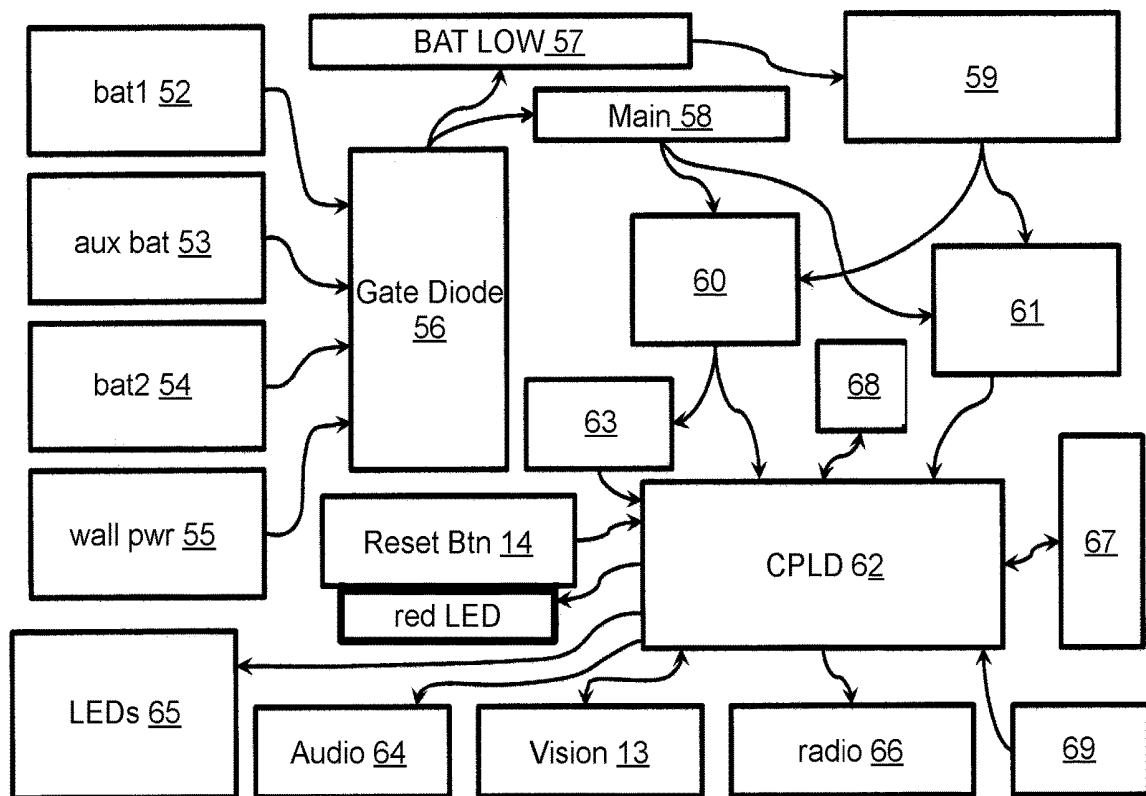 BAT LOW 57
bat1 52
59
Main 58
aux bat 53
Gate Diode
56
60
61
bat2 54
68
63
wall pwr 55
Reset Btn 14
CPLD 62
67
red LED
LEDs 65
Audio 64
Vision 13
radio 66
69